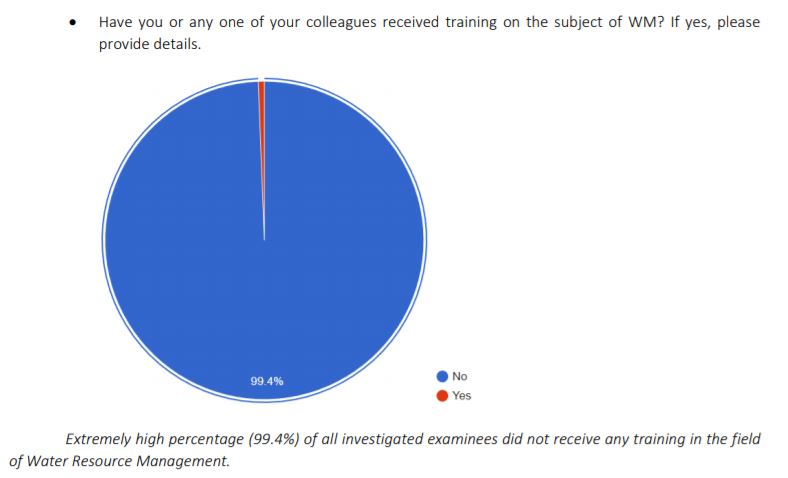 • Have you or any one of your colleagues received training on the subject of WM? If yes, please
provide details.
99.4%
No
Yes
Extremely high percentage (99.4%) of all investigated examinees did not receive any training in the field
of Water Resource Management.